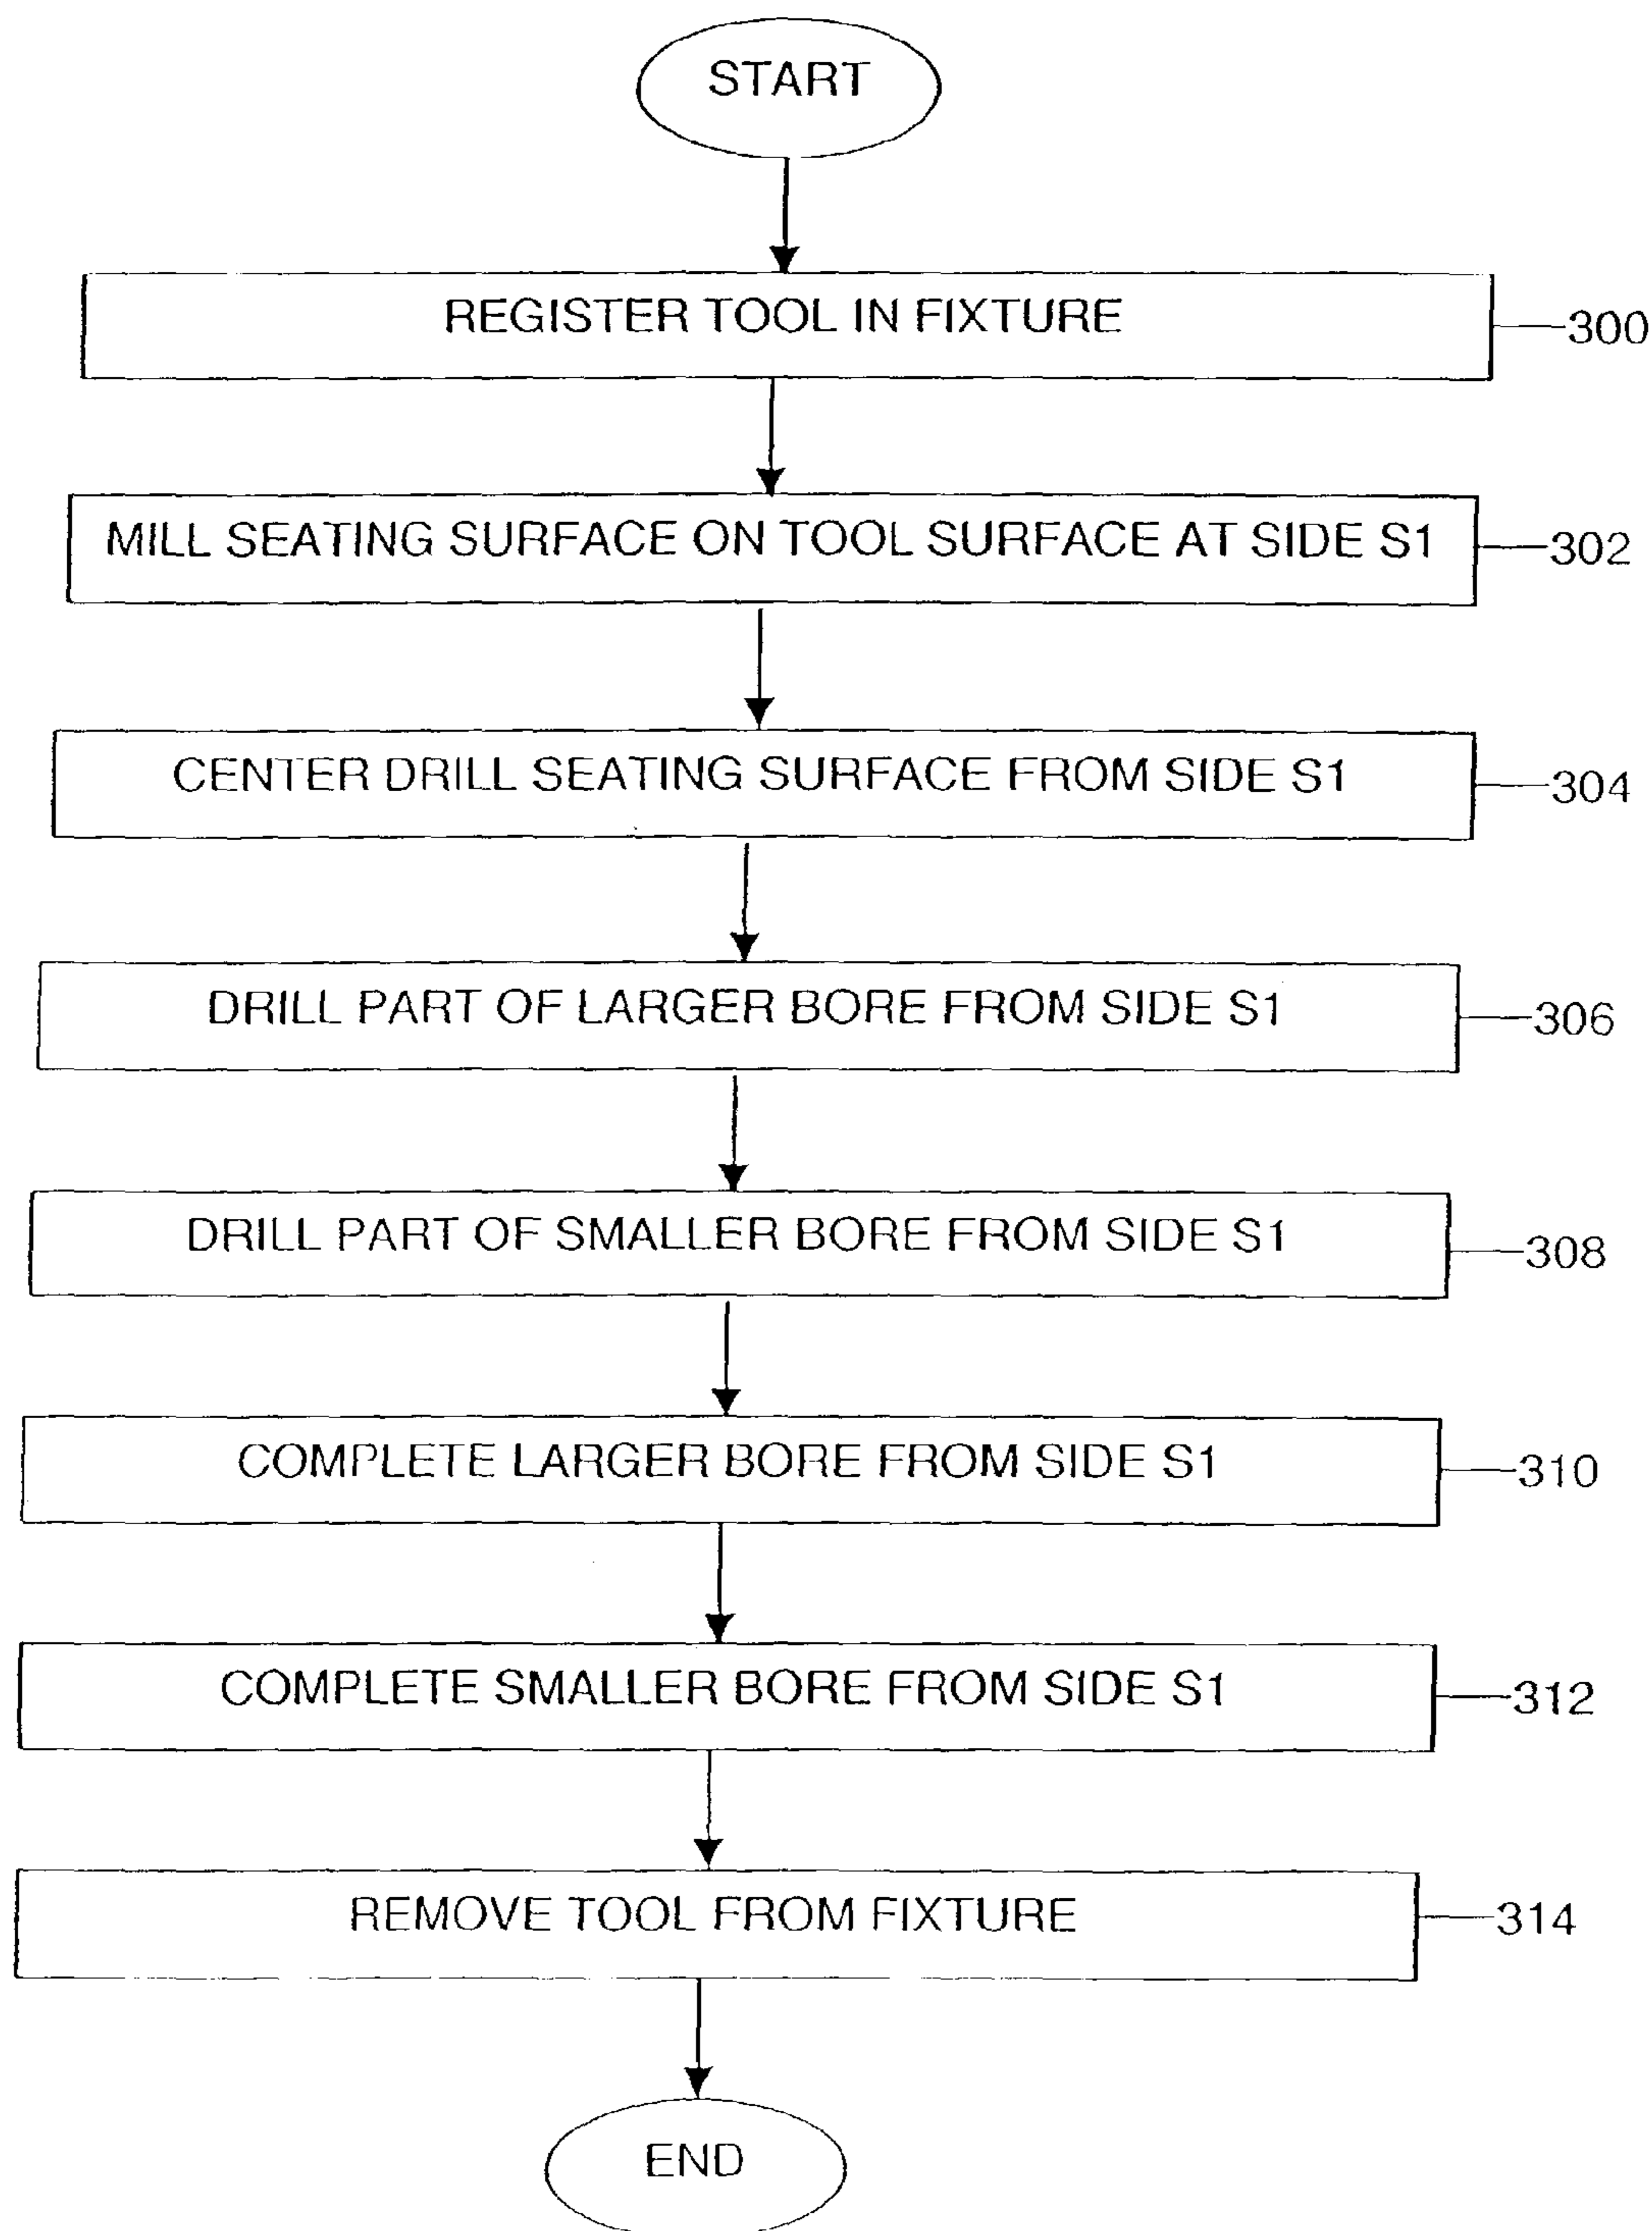 START
REGISTER TOOL IN FIXTURE
300
MILL SEATING SURFACE ON TOOL SURFACE AT SIDE S1
302
CENTER DRILL SEATING SURFACE FROM SIDE S1
304
DRILL PART OF LARGER BORE FROM SIDE S1
306
DRILL PART OF SMALLER BORE FROM SIDE S1
308
COMPLETE LARGER BORE FROM SIDE S1
310
COMPLETE SMALLER BORE FROM SIDE S1
312
REMOVE TOOL FROM FIXTURE
314
END